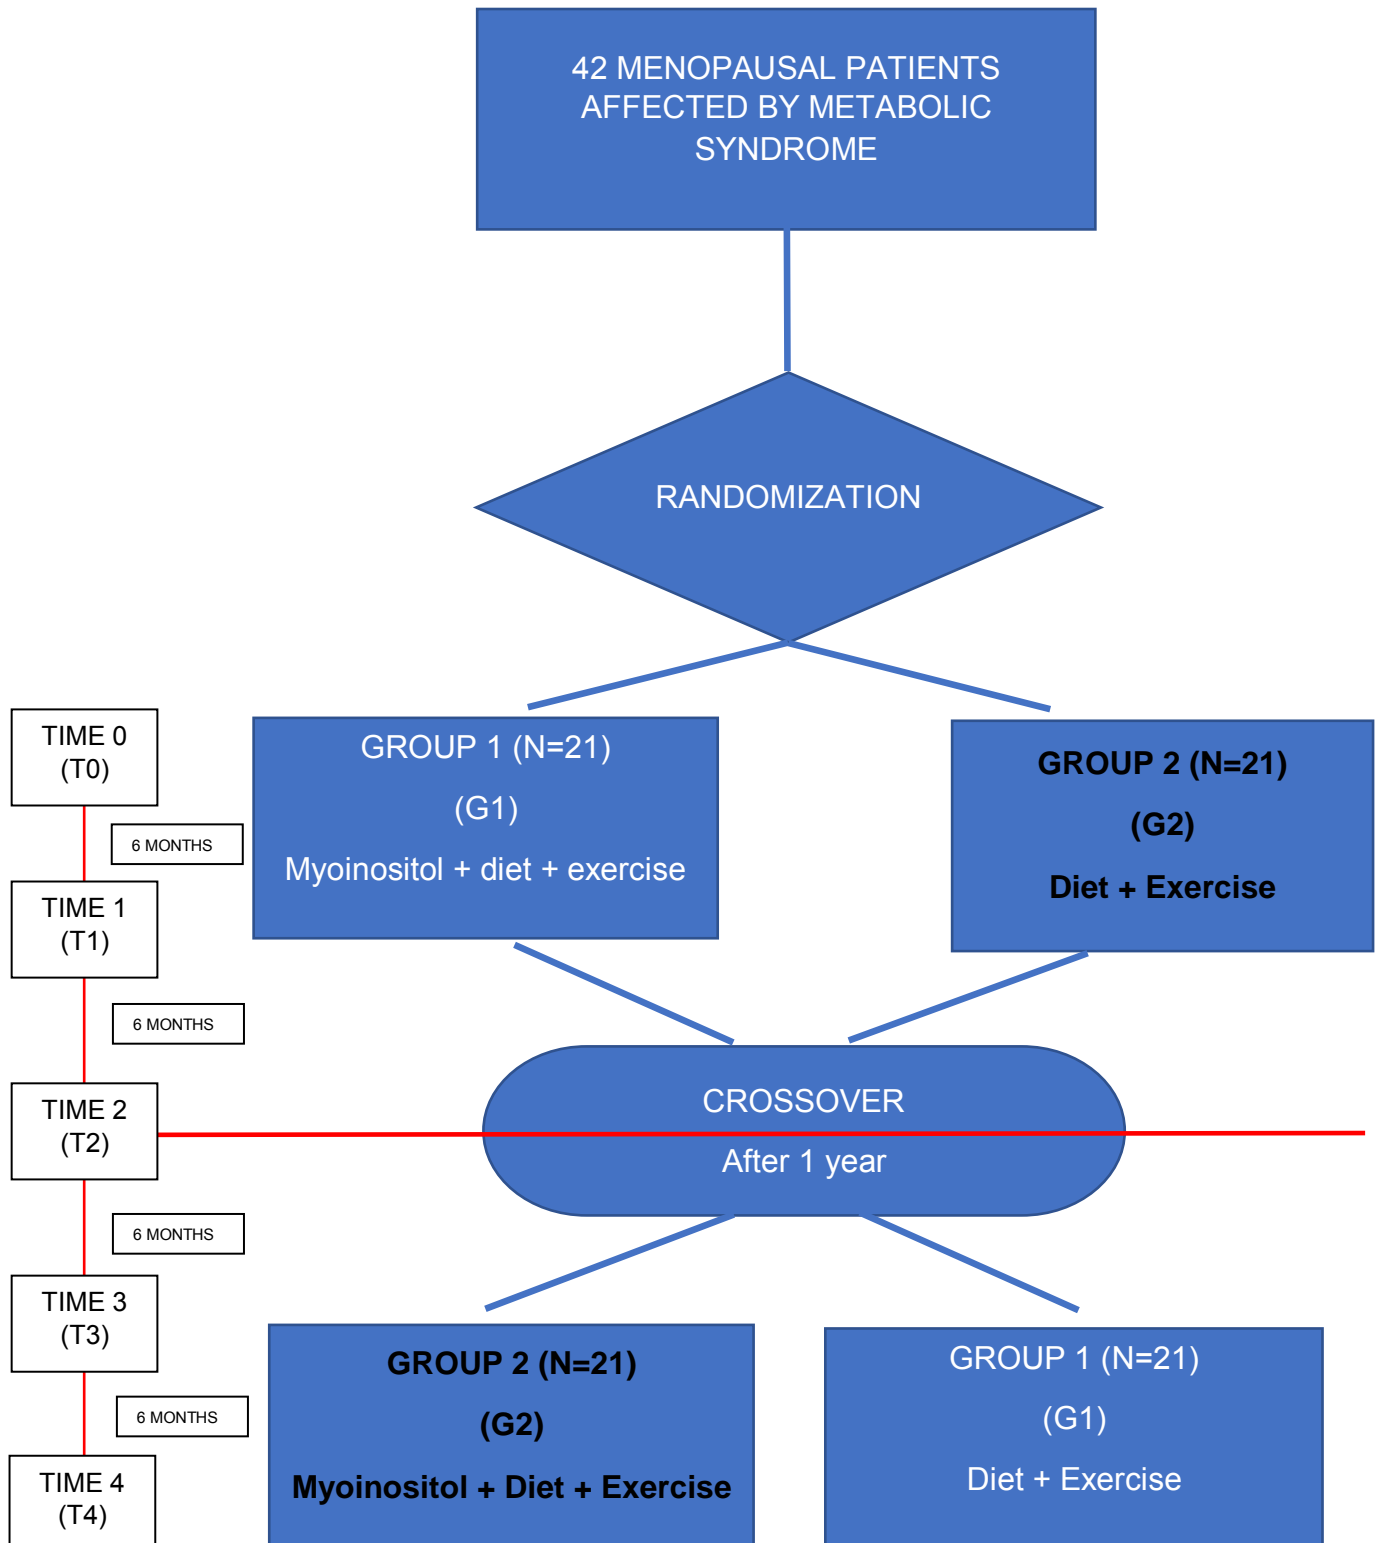 42 MENOPAUSAL PATIENTS
AFFECTED BY METABOLIC
SYNDROME
RANDOMIZATION
TIME 0
(T0)
GROUP 1 (N=21)
(G1)
Myoinositol + diet + exercise
GROUP 2 (N=21)
(G2)
Diet + Exercise
6 MONTHS
TIME 1
(T1)
6 MONTHS
TIME 2
(T2)
CROSSOVER
After 1 year
6 MONTHS
TIME 3
(T3)
GROUP 2 (N=21)
(G2)
Myoinositol + Diet + Exercise
GROUP 1 (N=21)
(G1)
Diet + Exercise
6 MONTHS
TIME 4
(T4)